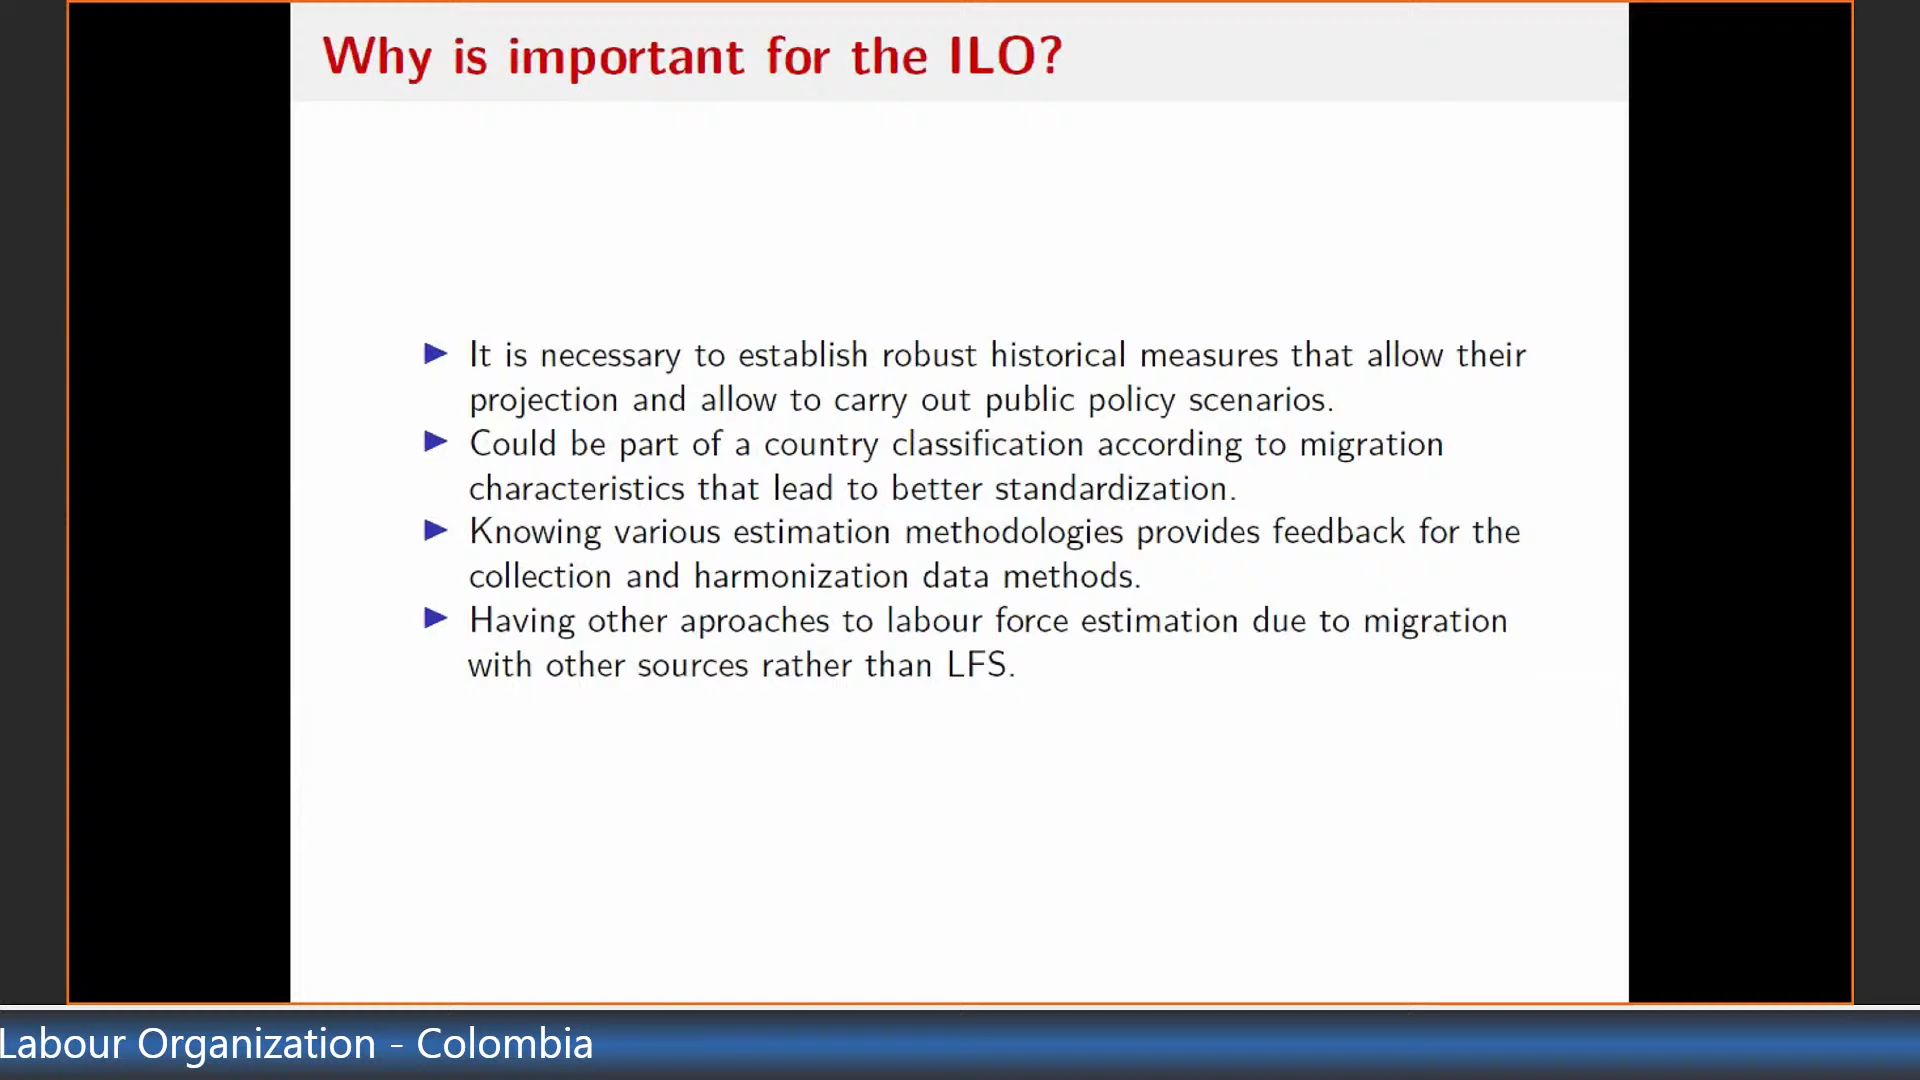 Why is important for the ILO?
It is necessary to establish robust historical measures that allow their
projection and allow to carry out public policy scenarios.
Could be part of a country classification according to migration
characteristics that lead to better standardization.
Knowing various estimation methodologies provides feedback for the
collection and harmonization data methods.
Having other aproaches to labour force estimation due to migration
with other sources rather than LFS.
Labour Organization - Colombia